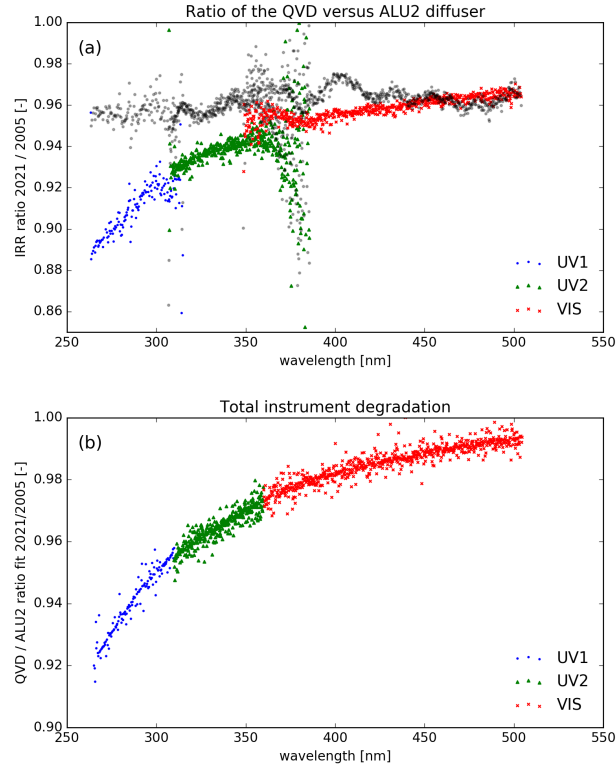 Ratio of the QVD versus ALU2 diffuser
1.00
(a)
0.98
0.96
0.94
0.92
0.90
0.88
0.86
IRR ratio 2021 / 2005 [-]
UV1
UV2
VIS
250 300 350 400 450 500 550
wavelength [nm]
Total instrument degradation
1.00
(b)
0.98
0.96
0.94
0.92
0.90
QVD / ALU2 ratio fit 2021/2005 [-]
UV1
UV2
VIS
250 300 350 400 450 500 550
wavelength [nm]